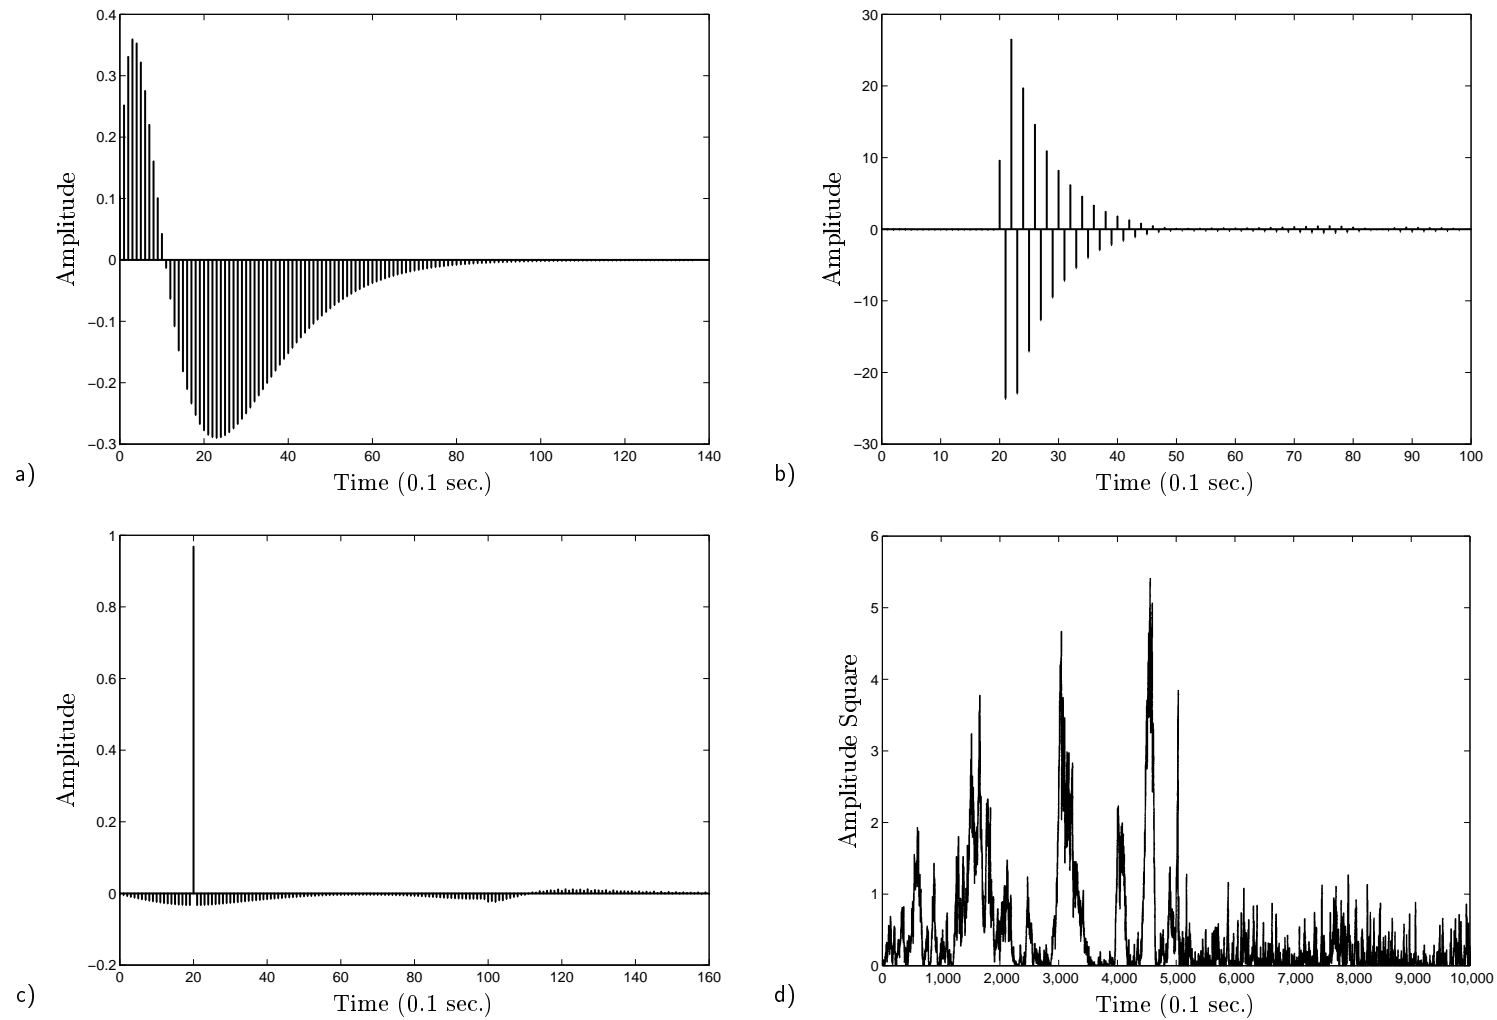 0.4
0.3
0.2
0.1
0
−0.1
−0.2
−0.3
0 20 40 60 80 100 120 140
Amplitude
Time (0.1 sec.)
a)
30
20
10
0
−10
−20
−30
0 10 20 30 40 50 60 70 80 90 100
Amplitude
Time (0.1 sec.)
b)
1
0.8
0.6
0.4
0.2
0
−0.2
0 20 40 60 80 100 120 140 160
Amplitude
Time (0.1 sec.)
c)
6
5
4
3
2
1
0
0 1,000 2,000 3,000 4,000 5,000 6,000 7,000 8,000 9,000 10,000
Amplitude Square
Time (0.1 sec.)
d)